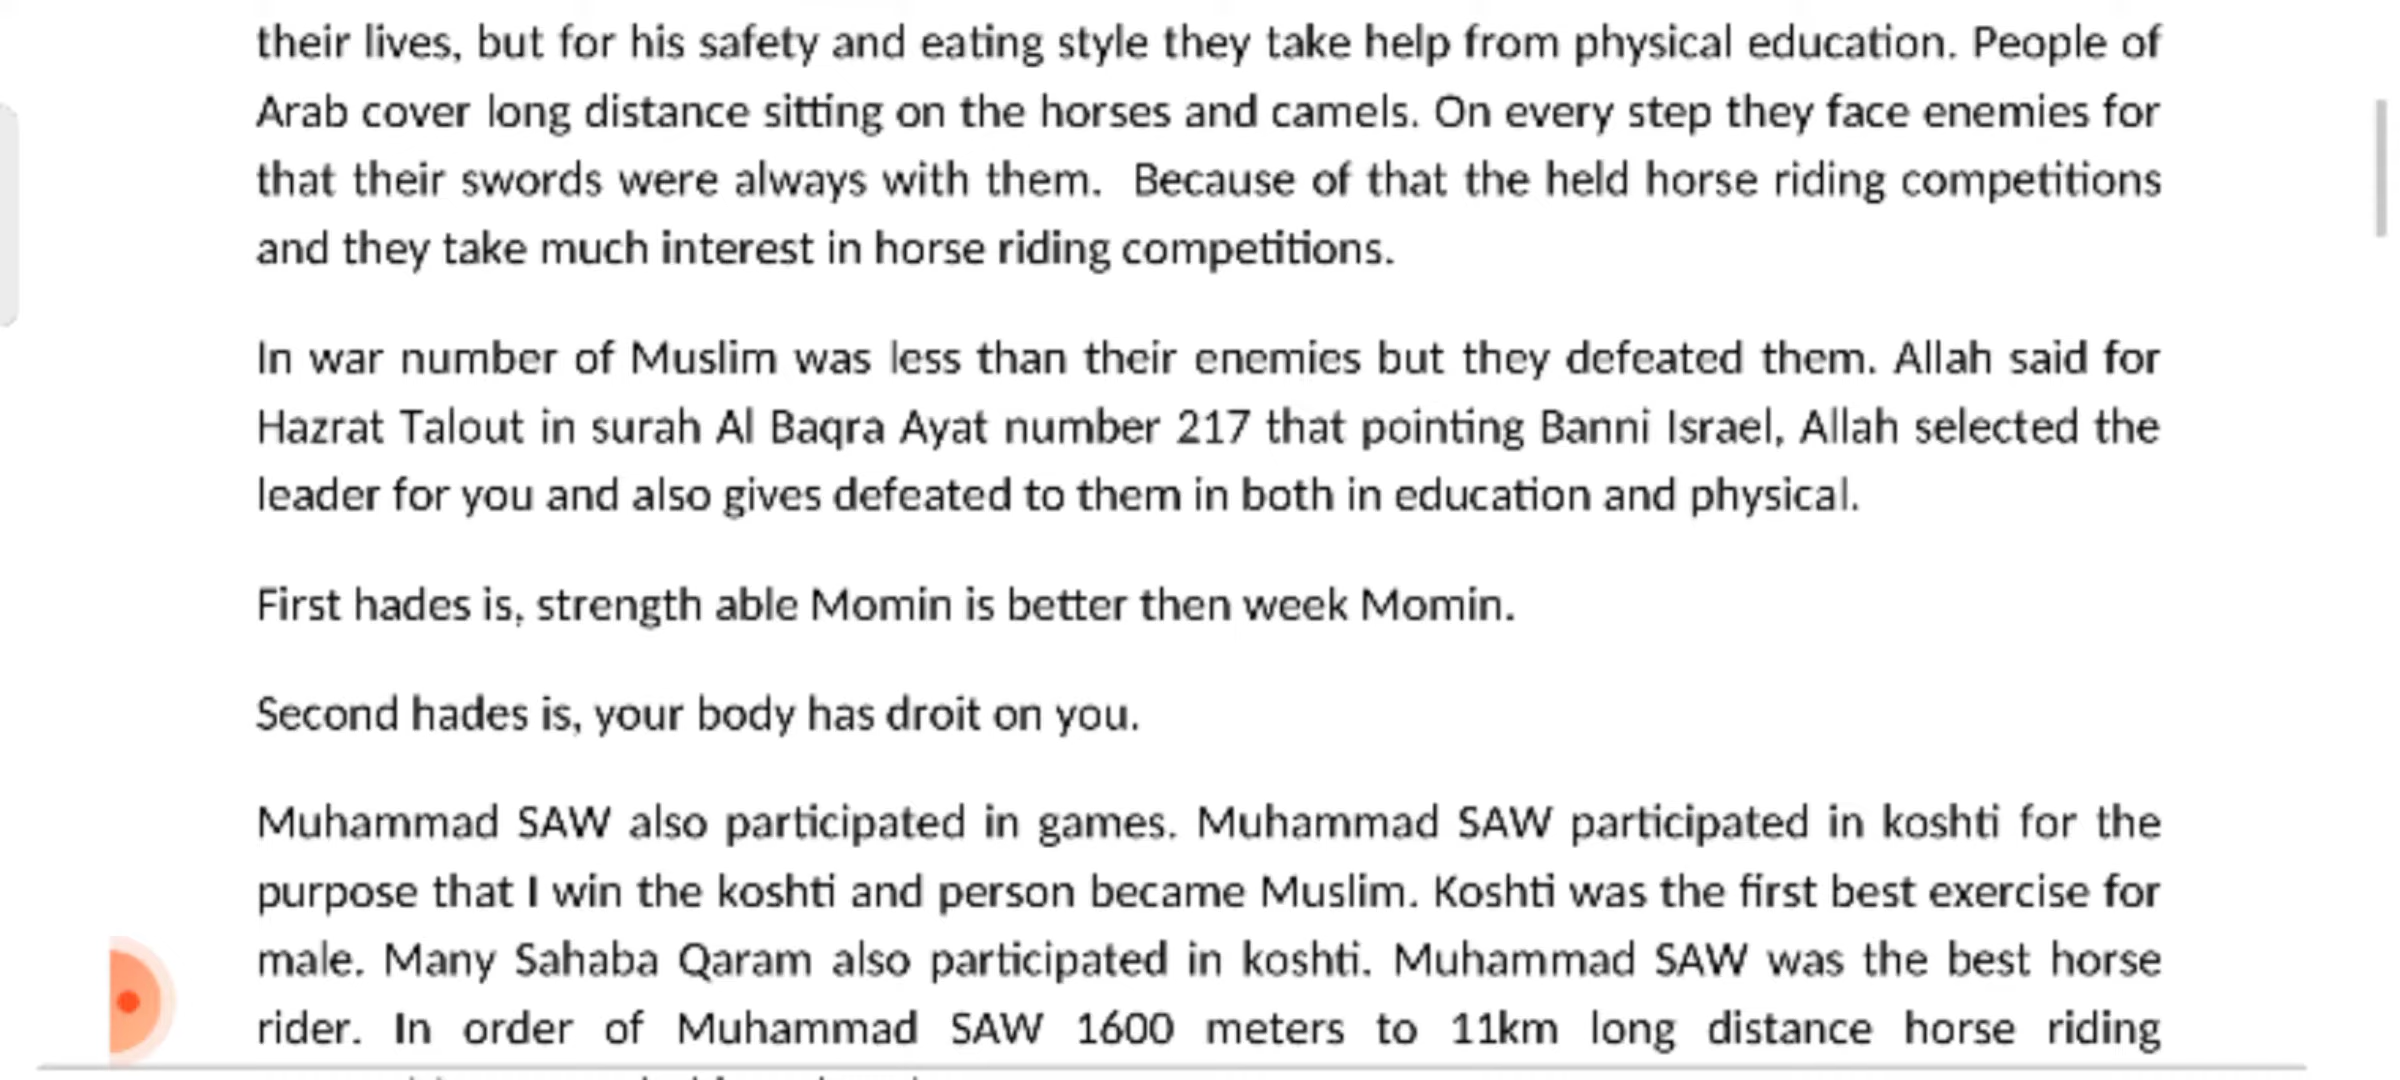 their lives, but for his safety and eating style they take help from physical education. People of
Arab cover long distance sitting on the horses and camels. On every step they face enemies for
that their swords were always with them.  Because of that the held horse riding competitions
and they take much interest in horse riding competitions.
In war number of Muslim was less than their enemies but they defeated them. Allah said for
Hazrat Talout in surah Al Baqra Ayat number 217 that pointing Banni Israel, Allah selected the
leader for you and also gives defeated to them in both in education and physical.
First hades is, strength able Momin is better then week Momin.
Second hades is, your body has droit on you.
Muhammad SAW also participated in games. Muhammad SAW participated in koshti for the
purpose that I win the koshti and person became Muslim. Koshti was the first best exercise for
male. Many Sahaba Qaram also participated in koshti. Muhammad SAW was the best horse
rider. In order of Muhammad SAW 1600 meters to 11km long distance horse riding